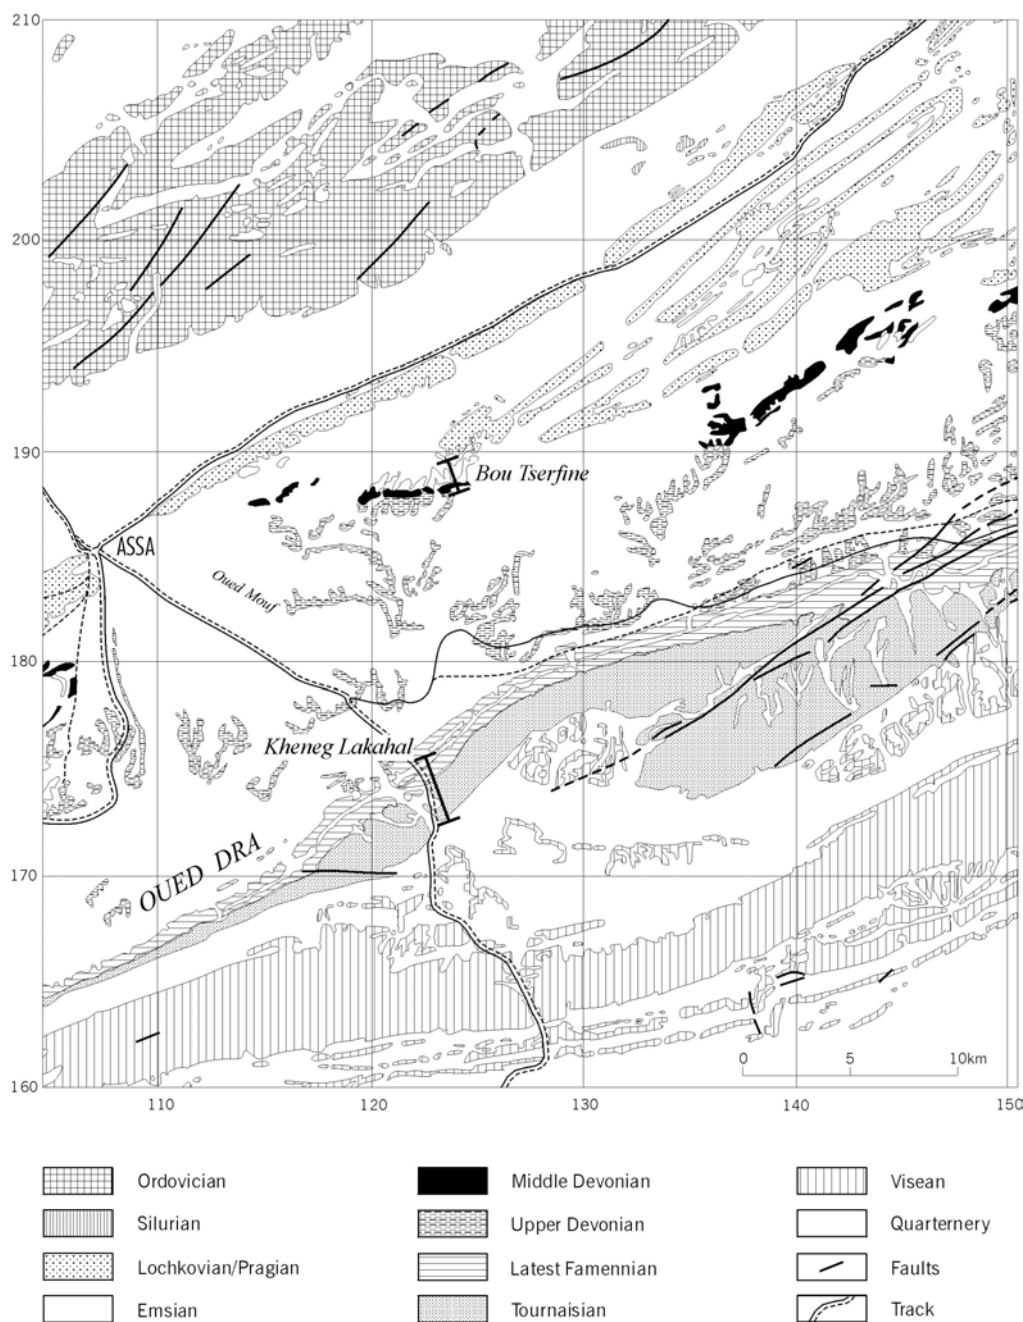 210
200
190
180
170
160
Bou Tserfine
ASSA
Oued Mouf
Kheneg Lakahal
OUED DRA
0 5 10km
110 120 130 140 150
Ordovician Middle Devonian Visean
Silurian Upper Devonian Quarternery
Lochkovian/Pragian Latest Famennian Faults
Emsian Tournaisian Track